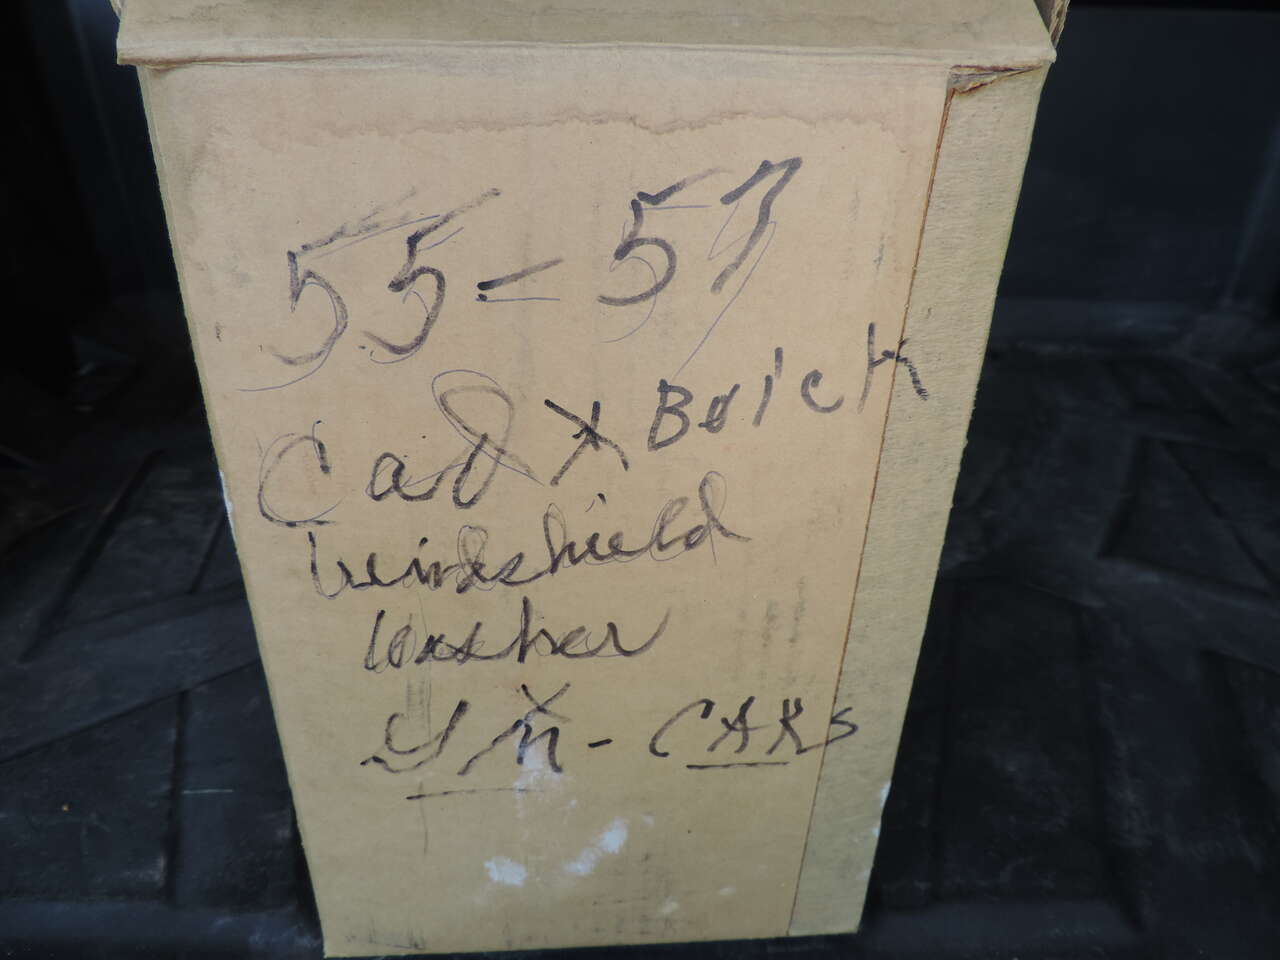 55-57
Cad X Buick
Windshield
Washer
GM - CARS